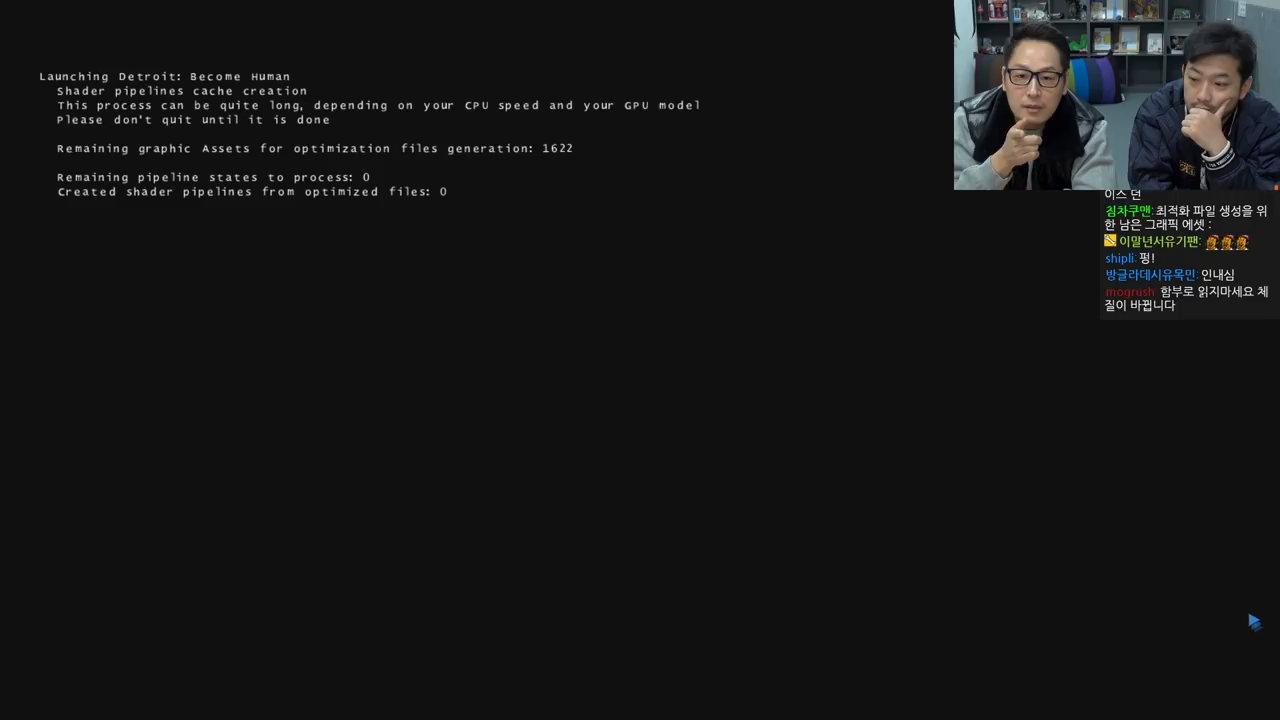 Launching Detroit: Become Human
Shader pipelines cache creation
This process can be quite long, depending on your CPU speed and your GPU model
Please don't quit until it is done
Remaining graphic Assets for optimization files generation: 1622
Remaining pipeline states to process: 0
Created shader pipelines from optimized files: 0
이스 던
침차쿠맨: 최적화 파일 생성을 위
한 남은 그래픽 에셋 :
이말년서유기팬:
shipli: 펑!
방글라데시유목민: 인내심
mogrush: 함부로 읽지마세요 체
질이 바뀝니다